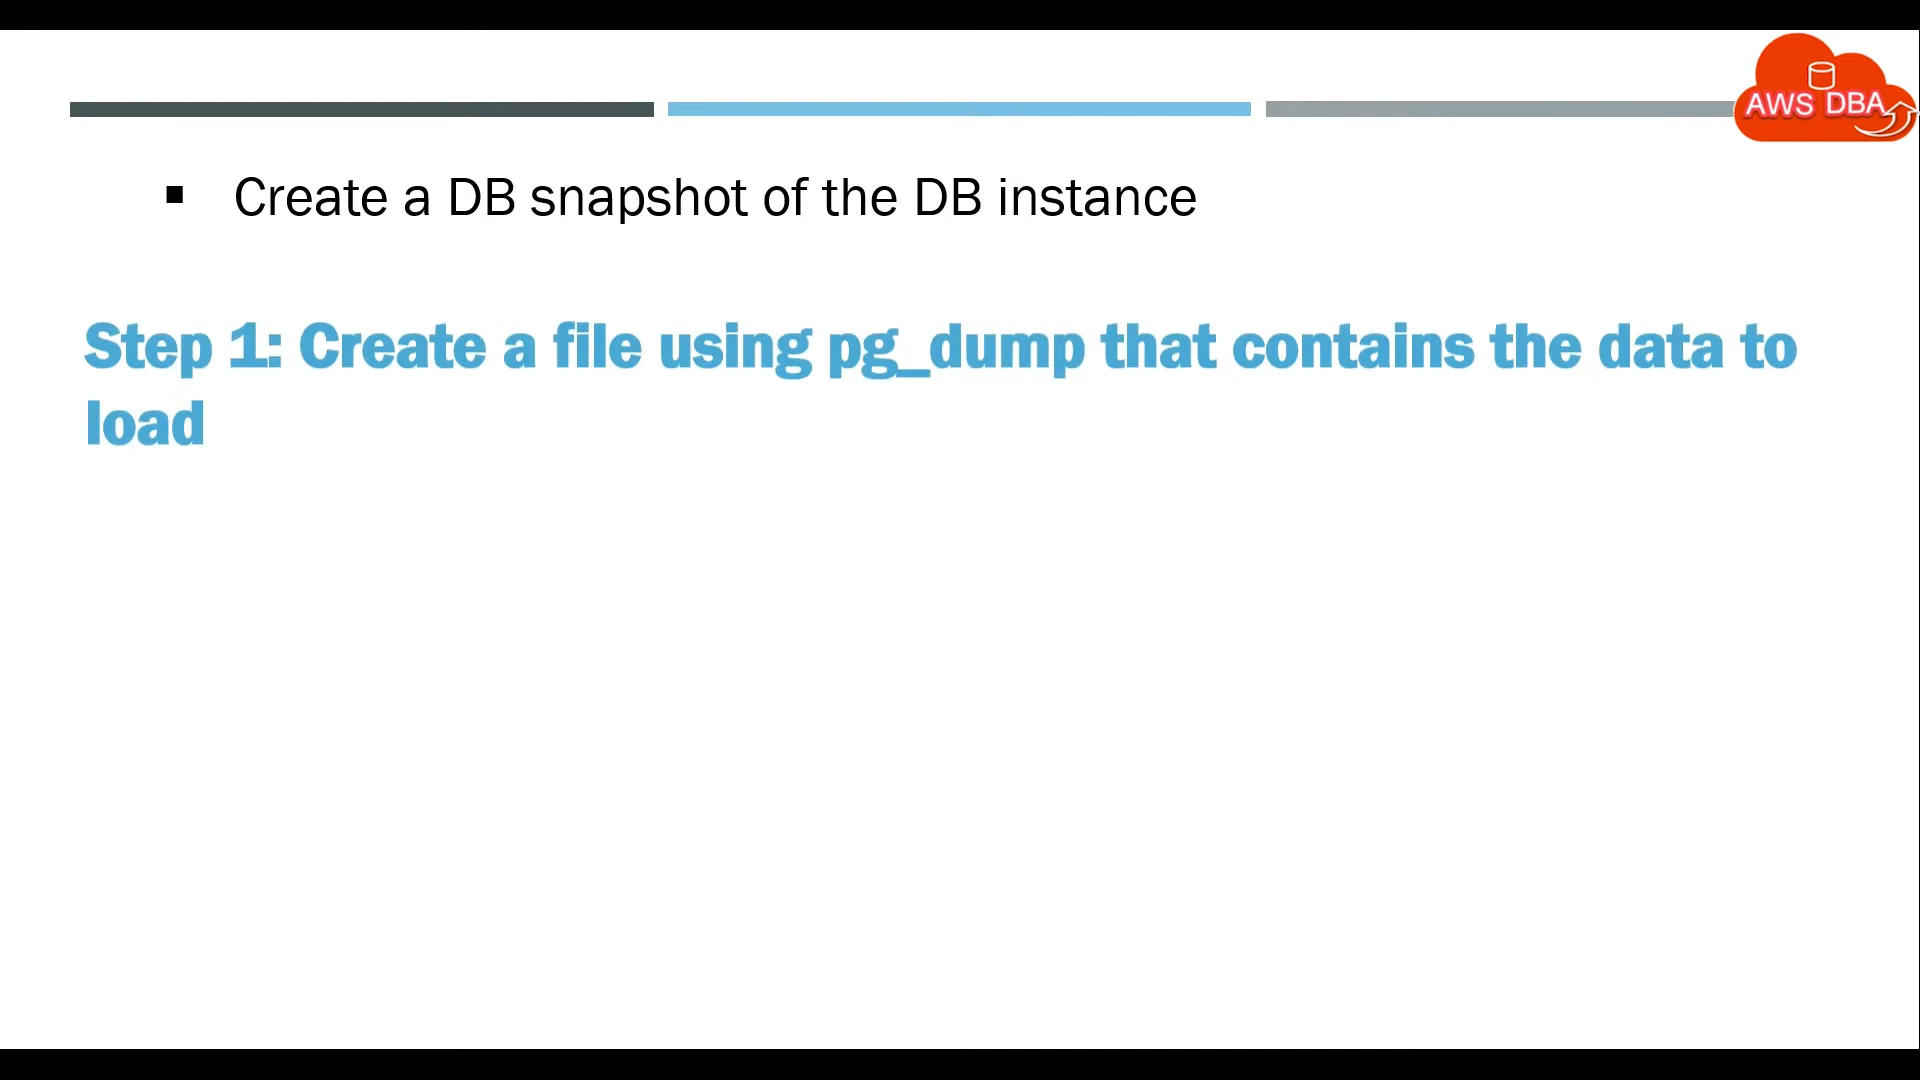 AWS DBA
Create a DB snapshot of the DB instance
Step 1: Create a file using pg_dump that contains the data to
load